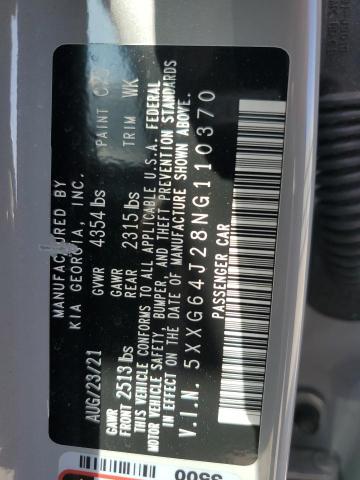 MANUFACTURED BY
KIA GEORGIA, INC.
AUG/23/21 GVWR 4354 lbs PAINT
GAWR FRONT 2513 lbs GAWR REAR 2315 lbs TRIM WK
THIS VEHICLE CONFORMS TO ALL APPLICABLE U.S.A. FEDERAL
MOTOR VEHICLE SAFETY, BUMPER, AND THEFT PREVENTION STANDARDS
IN EFFECT ON THE DATE OF MANUFACTURE SHOWN ABOVE.
V.I.N. 5XXG64J28NG110370
PASSENGER CAR
3500